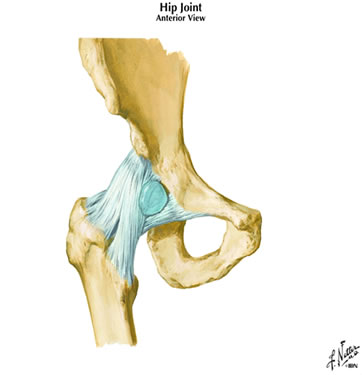 Hip Joint
Anterior View
F. Netter